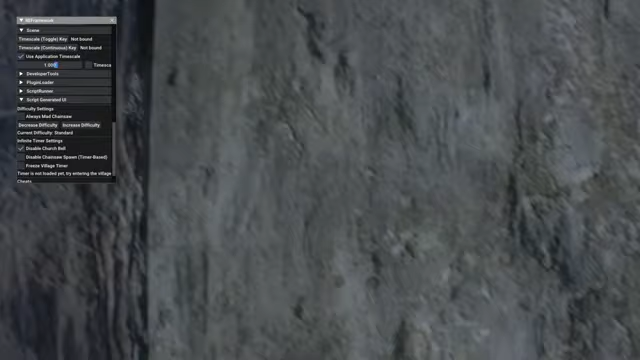 REFramework
Scene
Timescale (Toggle) Key Not bound
Timescale (Continuous) Key Not bound
Use Application Timescale
1.00 Timesca
DeveloperTools
PluginLoader
ScriptRunner
Script Generated UI
Difficulty Settings
Always Mad Chainsaw
Decrease Difficulty Increase Difficulty
Current Difficulty: Standard
Infinite Timer Settings
Disable Church Bell
Disable Chainsaw Spawn (Timer-Based)
Freeze Village Timer
Timer is not loaded yet, try entering the village
Cheats